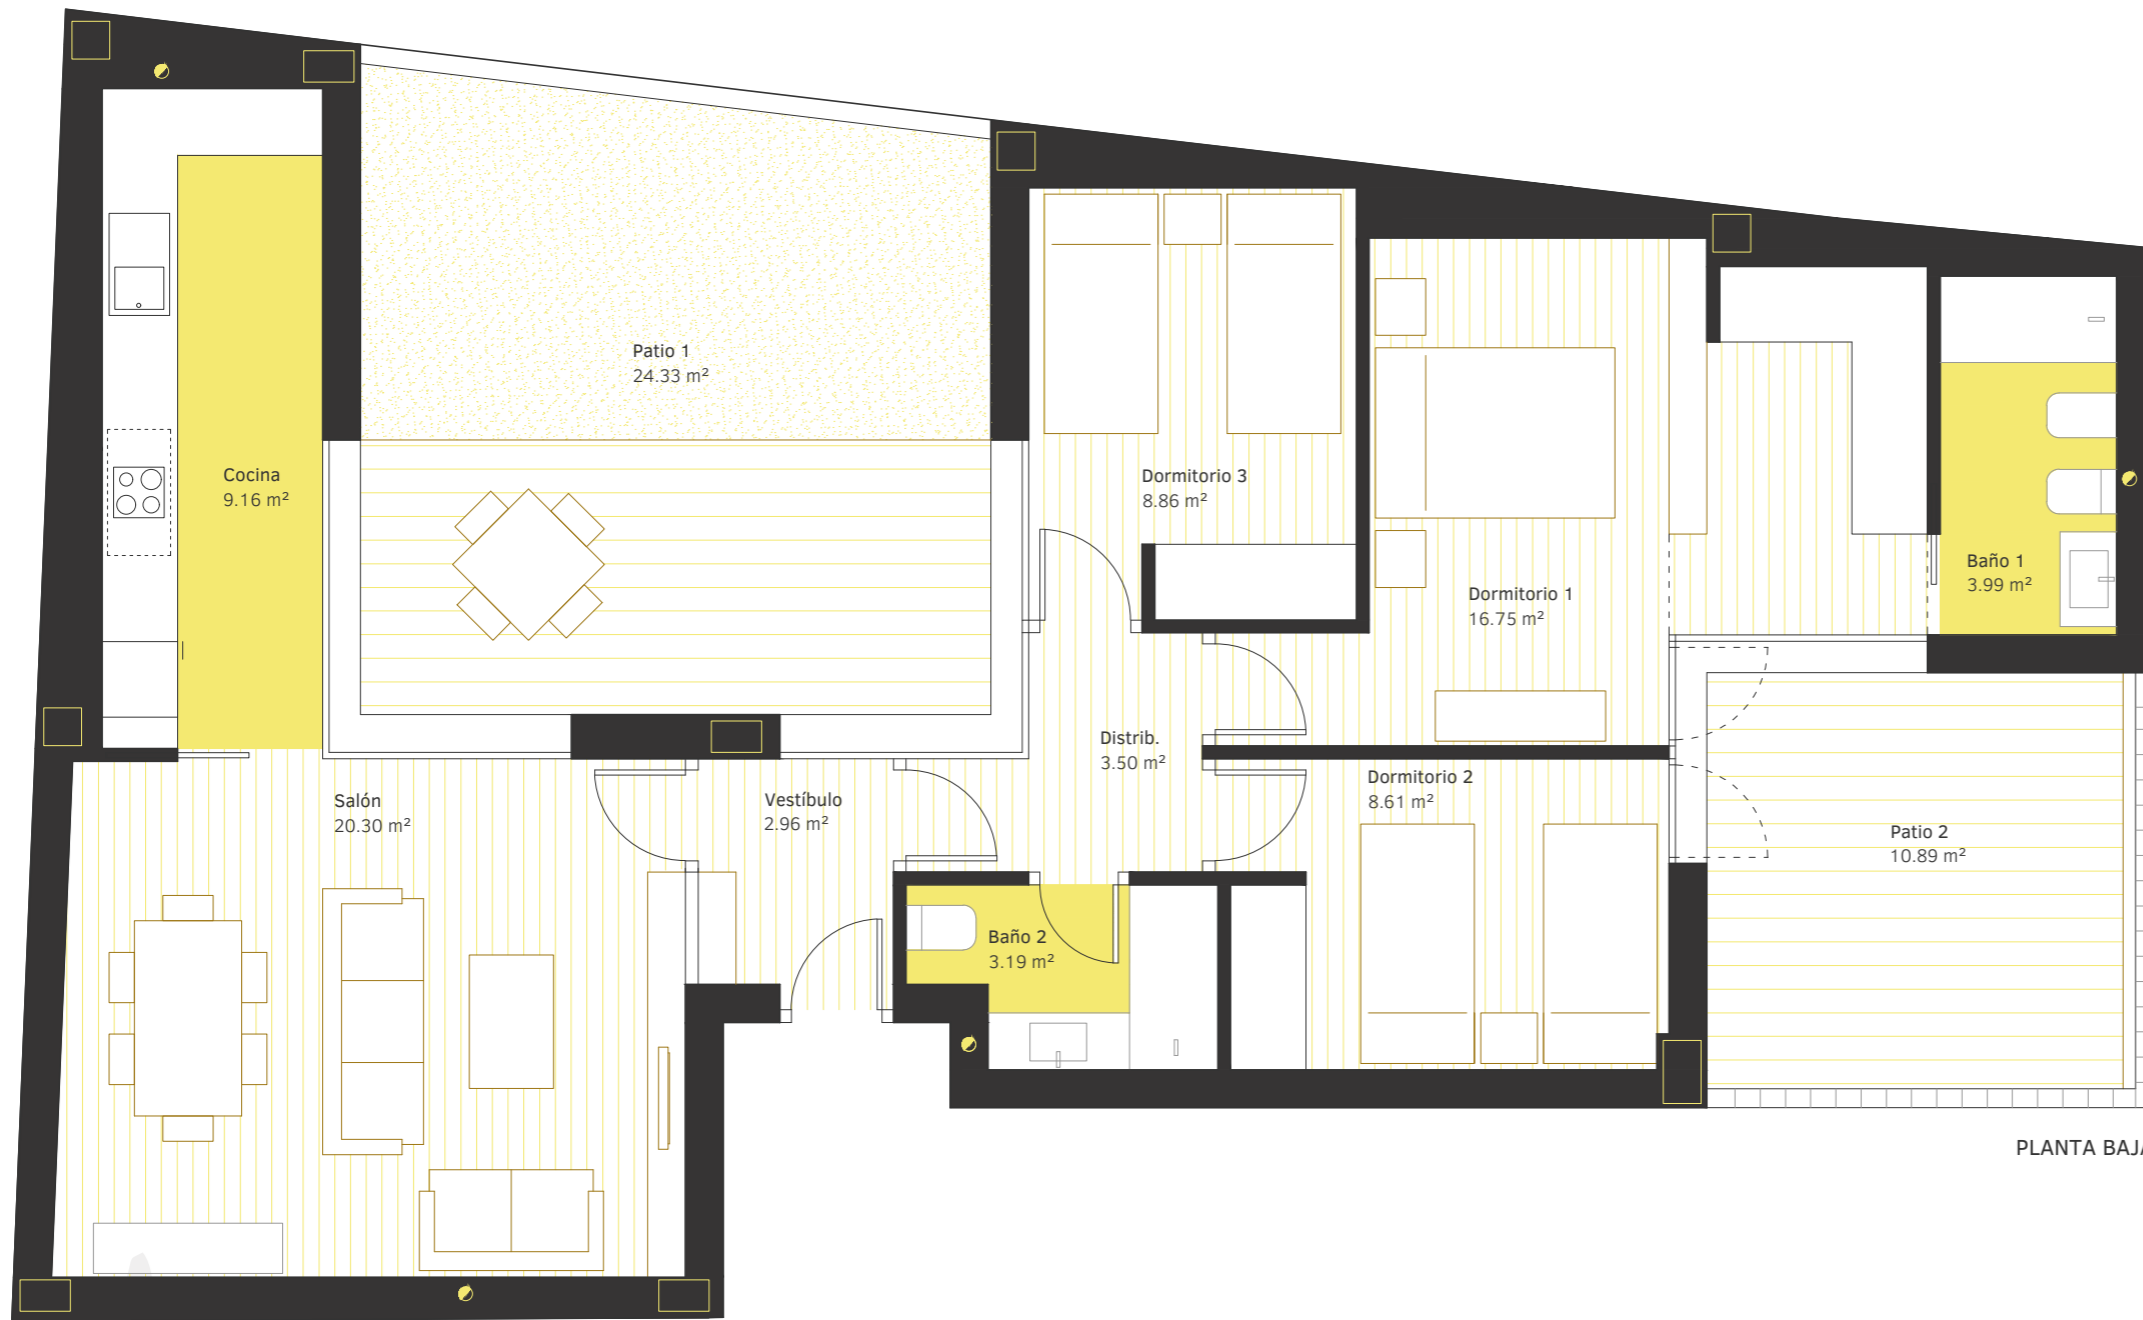 Patio 1
24.33 m²
Cocina
9.16 m²
Dormitorio 3
8.86 m²
Dormitorio 1
16.75 m²
Baño 1
3.99 m²
Distrib.
3.50 m²
Salón
20.30 m²
Vestíbulo
2.96 m²
Dormitorio 2
8.61 m²
Patio 2
10.89 m²
Baño 2
3.19 m²
PLANTA BAJA